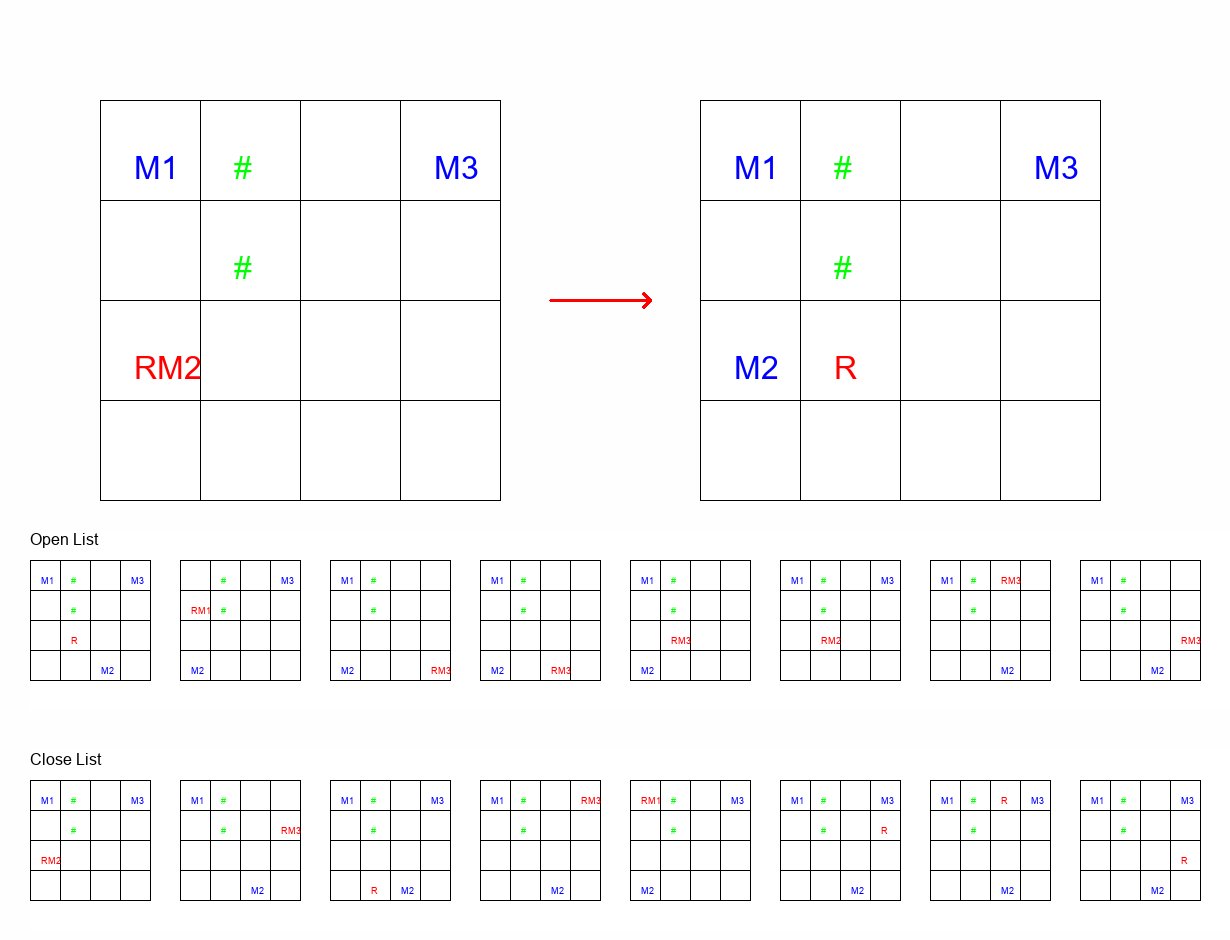 M1 # M3 M1 # M3
# #
RM2 M2 R
Open List
M1 # M3 # M3 M1 # M1 # M1 # M1 # M3 M1 # RM3 M1 #
# RM1 # # # # # # #
R RM3 RM2 RM3
M2 M2 M2 RM3 M2 RM3 M2 M2 M2
Close List
M1 # M3 M1 # M1 # M3 M1 # RM3 RM1 # M3 M1 # M3 M1 # R M3 M1 # M3
# # RM3 # # # # R # #
RM2 R
M2 R M2 M2 M2 M2 M2 M2